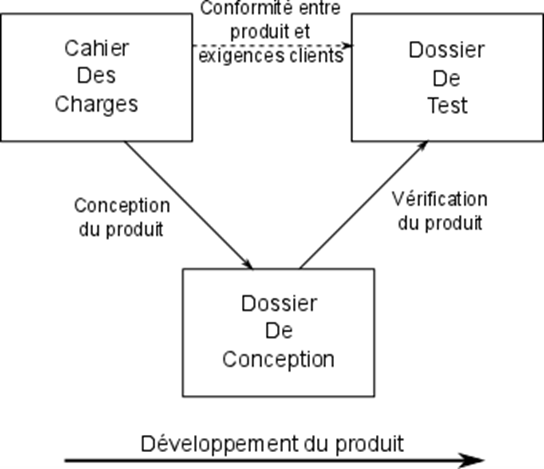 Conformité entre
produit et
exigences clients
Cahier
Des
Charges
Dossier
De
Test
Conception
du produit
Vérification
du produit
Dossier
De
Conception
Développement du produit